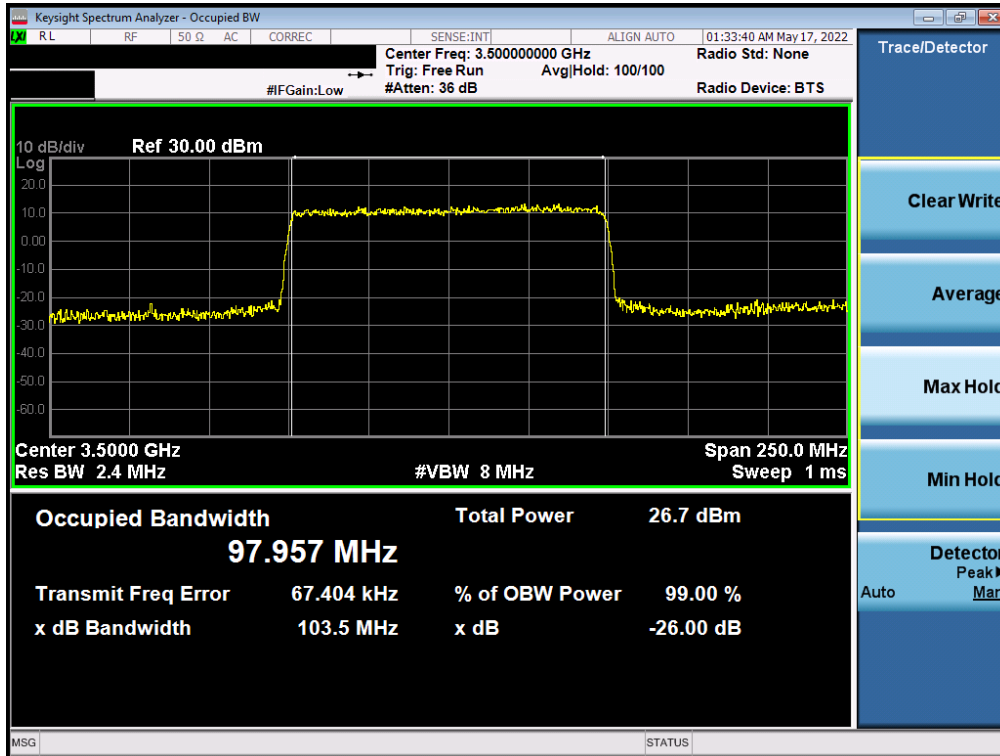 Keysight Spectrum Analyzer - Occupied BW
LXI RL RF 50 Ω AC CORREC SENSE:INT ALIGN AUTO 01:33:40 AM May 17, 2022
Center Freq: 3.500000000 GHz Radio Std: None
Trig: Free Run Avg|Hold: 100/100
#IFGain:Low #Atten: 36 dB Radio Device: BTS
Trace/Detector
10 dB/div Ref 30.00 dBm
Log
20.0
10.0
0.00
-10.0
-20.0
-30.0
-40.0
-50.0
-60.0
Center 3.5000 GHz Span 250.0 MHz
Res BW 2.4 MHz #VBW 8 MHz Sweep 1 ms
Clear Write
Average
Max Hold
Min Hold
Detector
Peak
Auto Man
Occupied Bandwidth Total Power 26.7 dBm
97.957 MHz
Transmit Freq Error 67.404 kHz % of OBW Power 99.00 %
x dB Bandwidth 103.5 MHz x dB -26.00 dB
MSG STATUS